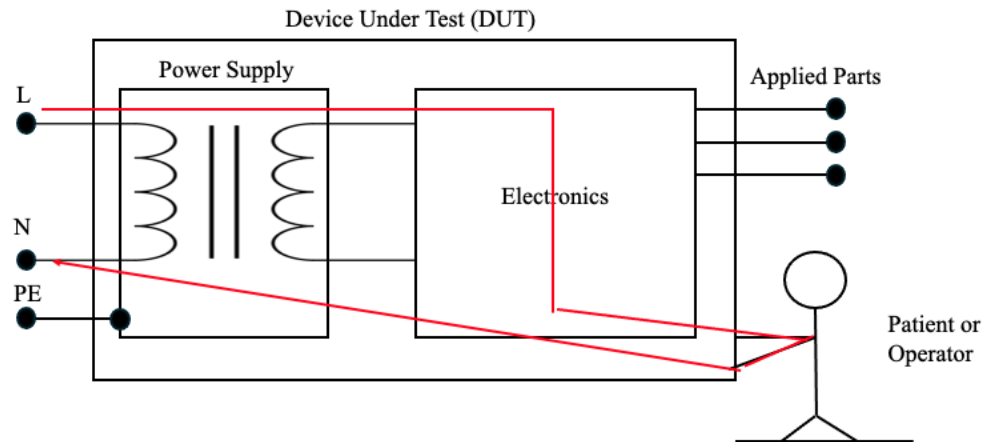 Device Under Test (DUT)
Power Supply
Applied Parts
L
Electronics
N
PE
Patient or
Operator